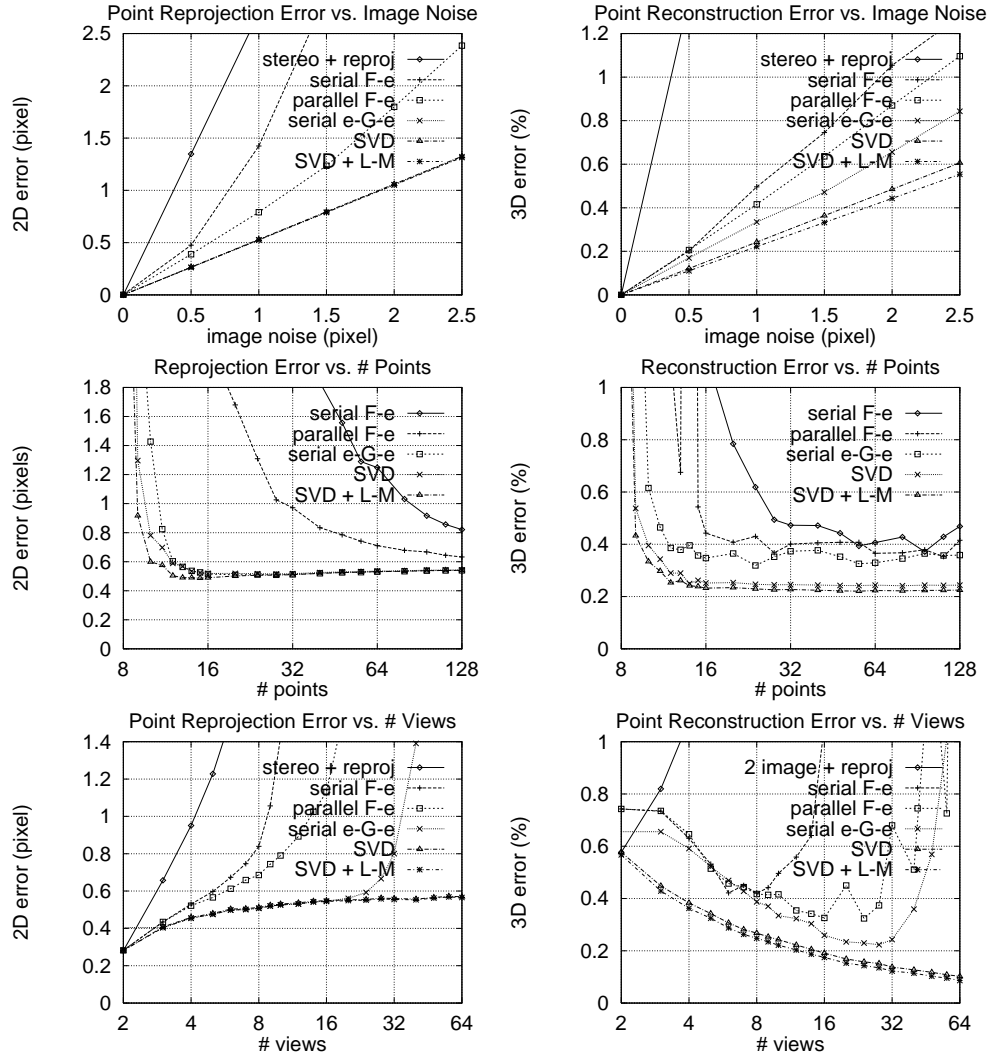 Point Reprojection Error vs. Image Noise
2D error (pixel)
2.5
2
1.5
1
0.5
0
stereo + reproj
serial F-e
parallel F-e
serial e-G-e
SVD
SVD + L-M
0 0.5 1 1.5 2 2.5
image noise (pixel)
Point Reconstruction Error vs. Image Noise
3D error (%)
1.2
1
0.8
0.6
0.4
0.2
0
stereo + reproj
serial F-e
parallel F-e
serial e-G-e
SVD
SVD + L-M
0 0.5 1 1.5 2 2.5
image noise (pixel)
Reprojection Error vs. # Points
2D error (pixels)
1.8
1.6
1.4
1.2
1
0.8
0.6
0.4
0.2
0
serial F-e
parallel F-e
serial e-G-e
SVD
SVD + L-M
8 16 32 64 128
# points
Reconstruction Error vs. # Points
3D error (%)
1
0.8
0.6
0.4
0.2
0
serial F-e
parallel F-e
serial e-G-e
SVD
SVD + L-M
8 16 32 64 128
# points
Point Reprojection Error vs. # Views
2D error (pixel)
1.4
1.2
1
0.8
0.6
0.4
0.2
0
stereo + reproj
serial F-e
parallel F-e
serial e-G-e
SVD
SVD + L-M
2 4 8 16 32 64
# views
Point Reconstruction Error vs. # Views
3D error (%)
1
0.8
0.6
0.4
0.2
0
2 image + reproj
serial F-e
parallel F-e
serial e-G-e
SVD
SVD + L-M
2 4 8 16 32 64
# views